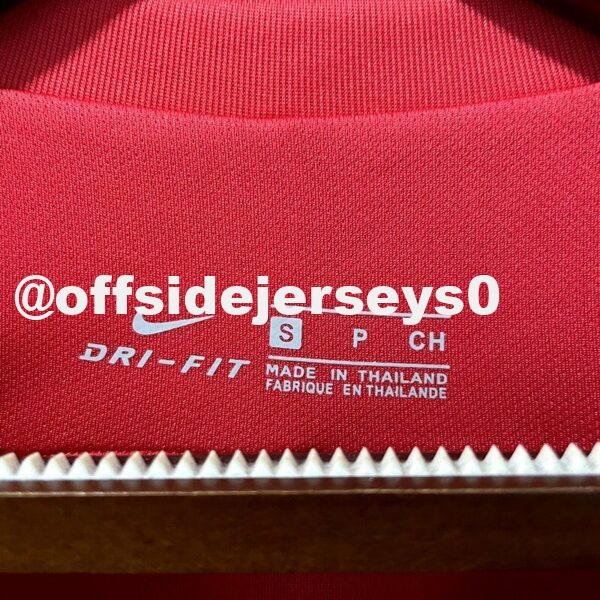 @offsidejerseys0
DRI-FIT
S P CH
MADE IN THAILAND
FABRIQUE EN THAILANDE